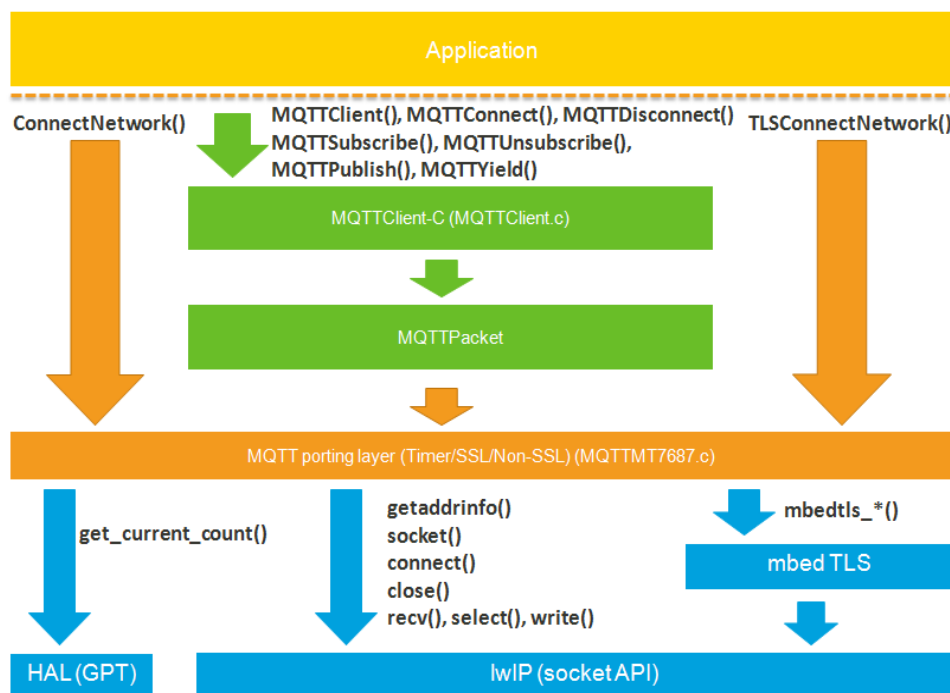 Application
ConnectNetwork()
MQTTClient(), MQTTConnect(), MQTTDisconnect()
MQTTSubscribe(), MQTTUnsubscribe(),
MQTTPublish(), MQTTYield()
TLSConnectNetwork()
MQTTClient-C (MQTTClient.c)
MQTTPacket
MQTT porting layer (Timer/SSL/Non-SSL) (MQTTMT7687.c)
get_current_count()
getaddrinfo()
socket()
connect()
close()
recv(), select(), write()
mbedtls_*()
mbed TLS
HAL (GPT)
lwIP (socket API)